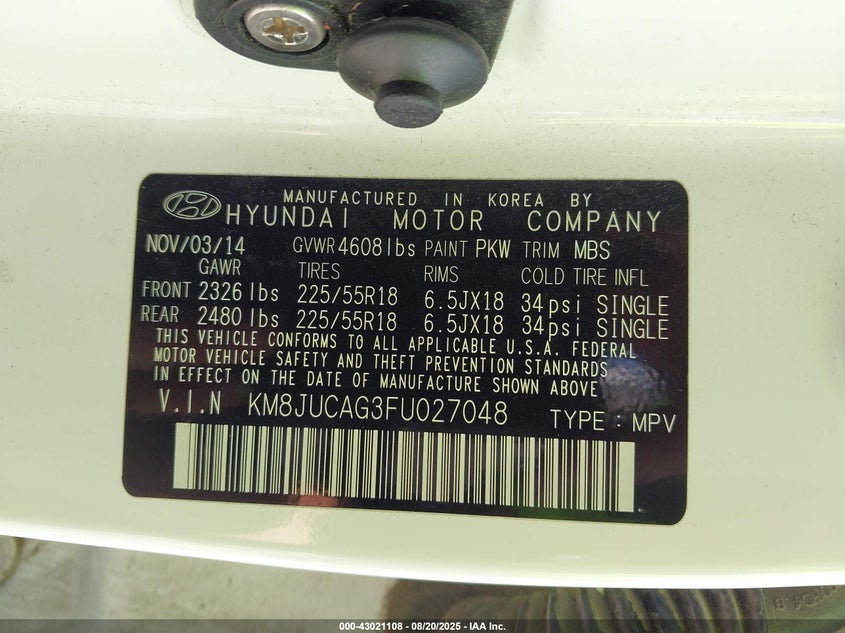 MANUFACTURED IN KOREA BY
HYUNDAI MOTOR COMPANY
NOV/03/14 GVWR 4608 lbs PAINT PKW TRIM MBS
GAWR TIRES RIMS COLD TIRE INFL
FRONT 2326 lbs 225/55R18 6.5JX18 34psi SINGLE
REAR 2480 lbs 225/55R18 6.5JX18 34psi SINGLE
THIS VEHICLE CONFORMS TO ALL APPLICABLE U.S.A. FEDERAL
MOTOR VEHICLE SAFETY AND THEFT PREVENTION STANDARDS
IN EFFECT ON THE DATE OF MANUFACTURE SHOWN ABOVE
V.I.N KM8JUCAG3FU027048 TYPE : MPV
000-43021108 - 08/20/2025 - IAA Inc.